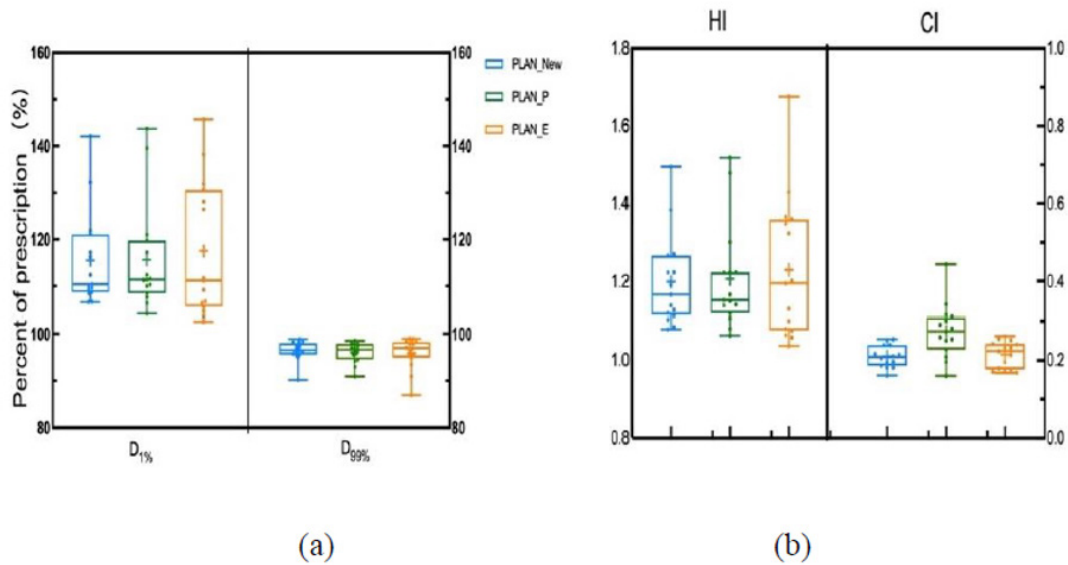 HI CI
160 160
140 140
120 120
100 100
80 80
Percent of prescription (%)
D1% D99%
PLAN_New
PLAN_P
PLAN_E
1.8 1.0
1.6 0.8
1.4 0.6
1.2 0.4
1.0 0.2
0.8 0.0
(a) (b)